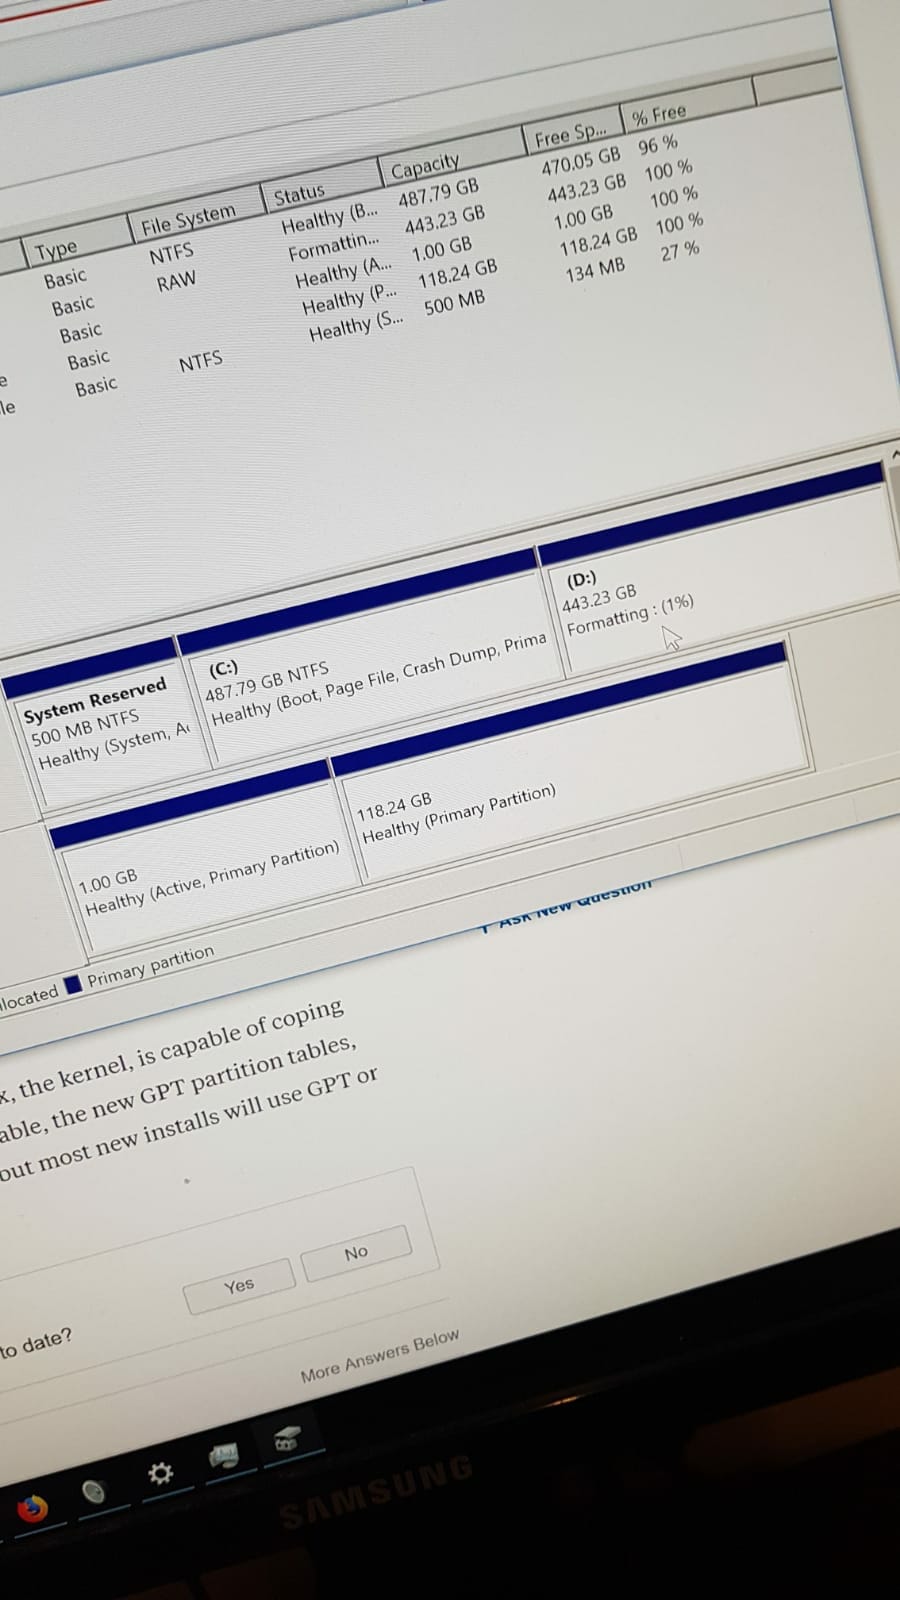 Type File System Status Capacity Free Sp... % Free
Basic NTFS Healthy (B... 487.79 GB 470.05 GB 96 %
Basic RAW Formattin... 443.23 GB 443.23 GB 100 %
Basic Healthy (A... 1.00 GB 1.00 GB 100 %
e Basic Healthy (P... 118.24 GB 118.24 GB 100 %
le Basic NTFS Healthy (S... 500 MB 134 MB 27 %
System Reserved
500 MB NTFS
Healthy (System, Ac
(C:)
487.79 GB NTFS
Healthy (Boot, Page File, Crash Dump, Prima
(D:)
443.23 GB
Formatting : (1%)
1.00 GB
Healthy (Active, Primary Partition)
118.24 GB
Healthy (Primary Partition)
llocated Primary partition
Ask New Question
x, the kernel, is capable of coping
able, the new GPT partition tables,
but most new installs will use GPT or
Yes No
to date?
More Answers Below
SAMSUNG